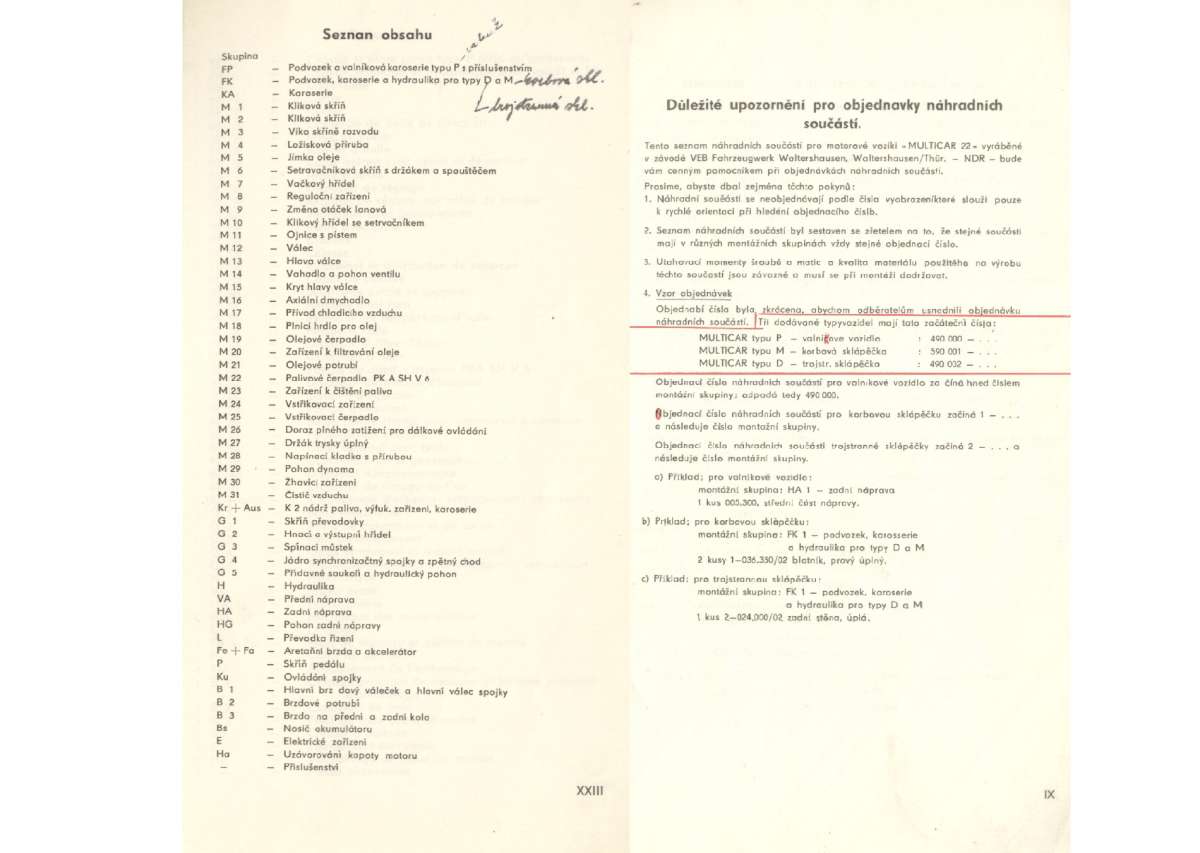 Seznan obsahu
Skupina
FP – Podvozek a valníková karoserie typu P s příslušenstvím
FK – Podvozek, karoserie a hydraulika pro typy D a M
KA – Karoserie
M 1 – Kliková skříň
M 2 – Kliková skříň
M 3 – Viko skříně rozvodu
M 4 – Ložisková příruba
M 5 – Jímka oleje
M 6 – Setravačníková skříň s držákem a spouštěčem
M 7 – Vačkový hřídel
M 8 – Reguloční zařízení
M 9 – Změna otáček lanová
M 10 – Klikový hřídel se setrvačníkem
M 11 – Ojnice s pístem
M 12 – Válec
M 13 – Hlava válce
M 14 – Vahadlo a pohon ventilu
M 15 – Kryt hlavy válce
M 16 – Axiální dmychadlo
M 17 – Přívod chladicího vzduchu
M 18 – Plnicí hrdlo pro olej
M 19 – Olejové čerpadlo
M 20 – Zařízení k filtrování oleje
M 21 – Olejové potrubí
M 22 – Palivové čerpadlo PK A SH V 6
M 23 – Zařízení k čištění paliva
M 24 – Vstřikovací zařízení
M 25 – Vstřikovací čerpadlo
M 26 – Doraz plného zatížení pro dálkové ovládání
M 27 – Držák trysky úplný
M 28 – Napínací kladka s přírubou
M 29 – Pohon dynama
M 30 – Žhavicí zařízení
M 31 – Čistič vzduchu
Kr + Aus – K 2 nádrž paliva, výfuk. zařízení, karoserie
G 1 – Skříň převodovky
G 2 – Hnací a výstupní hřídel
G 3 – Spínací můstek
G 4 – Jádro synchronizačtný spojky a zpětný chod
G 5 – Přídavné soukolí a hydraulický pohon
H – Hydraulika
VA – Přední náprava
HA – Zadní náprava
HG – Pohon zadní nápravy
L – Převodka řízení
Fe + Fa – Aretační brzda a akcelerátor
P – Skříň pedálu
Ku – Ovládání spojky
B 1 – Hlavní brz dový váleček a hlavní válec spojky
B 2 – Brzdové potrubí
B 3 – Brzda na přední a zadní kola
Bs – Nosič akumulátoru
E – Elektrické zařízení
Ha – Uzávorování kapoty motoru
– – Příslušenství
XXIII
Důležité upozornění pro objednavky náhradních
součástí.
Tento seznam náhradních součástí pro motorové vozíki »MULTICAR 22« vyráběné
v závodě VEB Fahrzeugwerk Waltershausen, Waltershausen/Thür. – NDR – bude
vám cenným pomocníkem při objednávkách náhradních součástí.
Prosíme, abyste dbal zejména těchto pokynů:
1. Náhradní součásti se neobjednávají podle čísla vyobrazeníkteré slouží pouze
k rychlé orientaci při hledění objednacího čísla.
2. Seznam náhradních součástí byl sestaven se zřetelem na to, že stejné součásti
mají v různých montážních skupinách vždy stejné objednací číslo.
3. Utahovací momenty šroubě a matic a kvalita materiálu použitého na výrobu
těchto součastí jsou závazné a musí se při montáži dodržovat.
4. Vzor objednávek
Objednabí čísla byla zkrácena, abychom odběratelům usnednili objednávku
náhradních součástí. Tři dodávané typyvozidel mají tato začáteční čísta:
MULTICAR typu P – valníkove vozidlo : 490 000 – . . .
MULTICAR typu M – korbavá sklápěčka : 590 001 – . . .
MULTICAR typu D – trojstr. sklápěčka : 490 002 – . . .
Objednací číslo náhradních součástí pro valníkové vozidlo za číná hned číslem
montážní skupiny; odpadá tedy 490 000.
Objednací číslo náhradních součástí pro korbovou sklápěčku začíná 1 – . . .
a následuje číslo montažní skupiny.
Objednací číslo náhradních součástí trojstranné sklápěčky začíná 2 – . . . a
následuje číslo montážní skupiny.
a) Příklad; pro valníkové vozidlo:
montážní skupina: HA 1 – zadní náprava
1 kus 005.300, střední část nápravy.
b) Príklad; pro korbovou sklápěčku:
montážní skupina: FK 1 – podvozek, karosserie
a hydraulika pro typy D a M
2 kusy 1–036.350/02 blatník, pravý úplný.
c) Příklad; pro trojstrannou sklápěčku:
montážní skupina: FK 1 – podvozek, karoserie
a hydraulika pro typy D a M
1 kus 2–024,000/02 zadní stěna, úplá.
IX